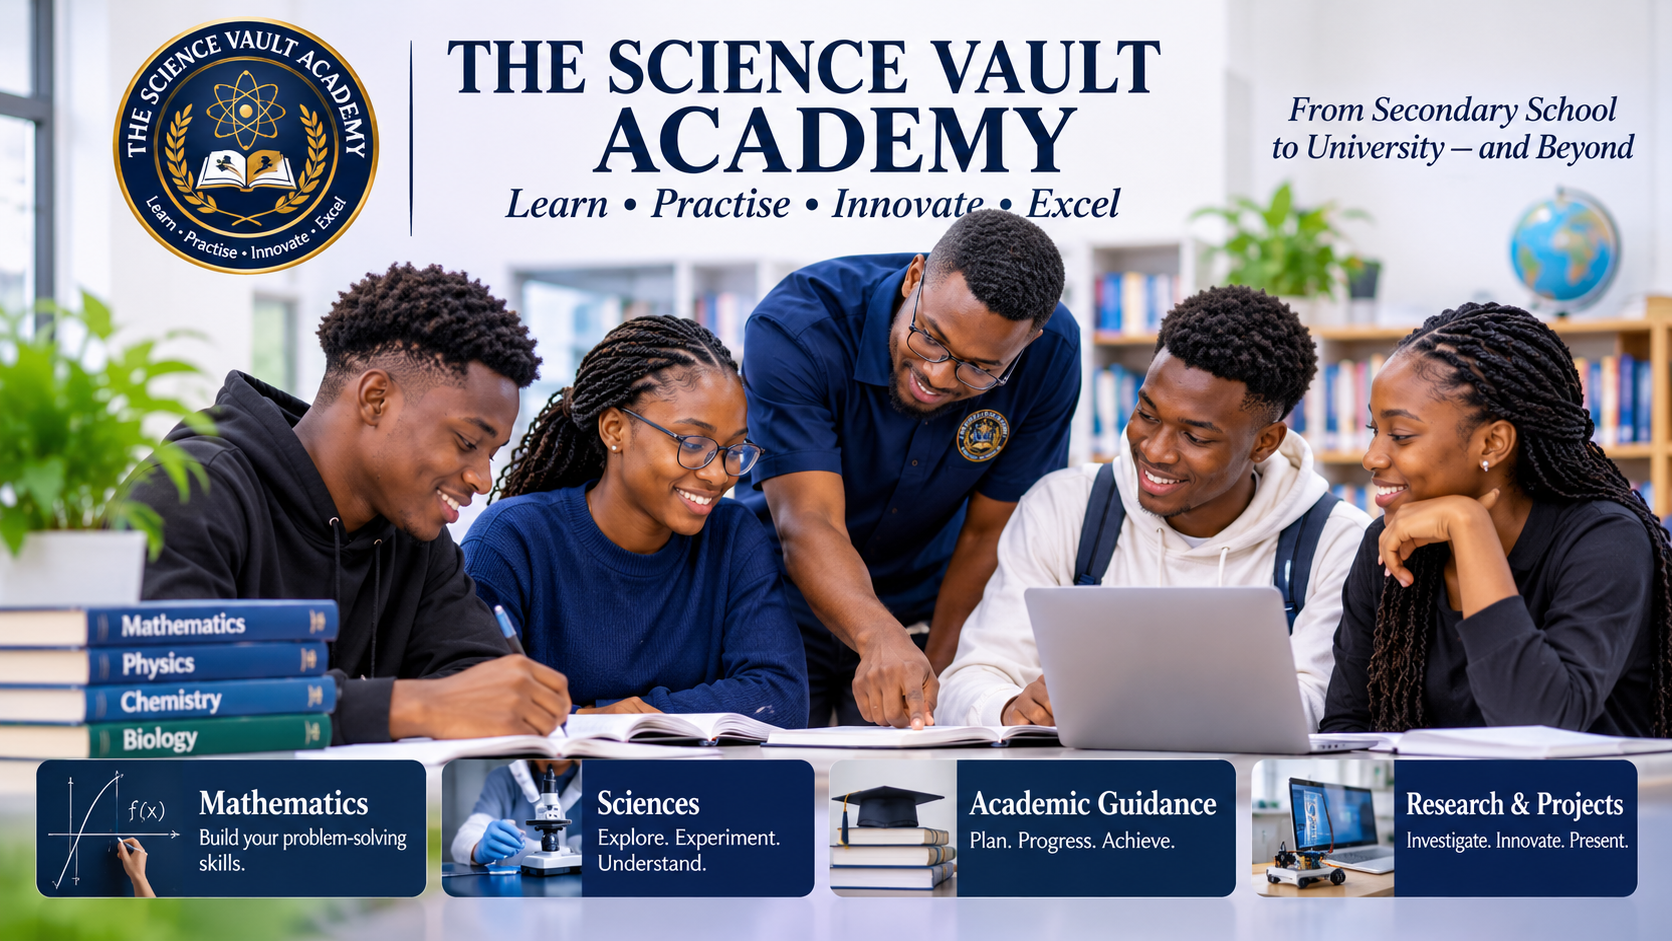 THE SCIENCE VAULT ACADEMY
Learn • Practise • Innovate • Excel
THE SCIENCE VAULT
ACADEMY
Learn • Practise • Innovate • Excel
From Secondary School
to University – and Beyond
Mathematics
Physics
Chemistry
Biology
f(x)
Mathematics
Build your problem-solving
skills.
Sciences
Explore. Experiment.
Understand.
Academic Guidance
Plan. Progress. Achieve.
Research & Projects
Investigate. Innovate. Present.